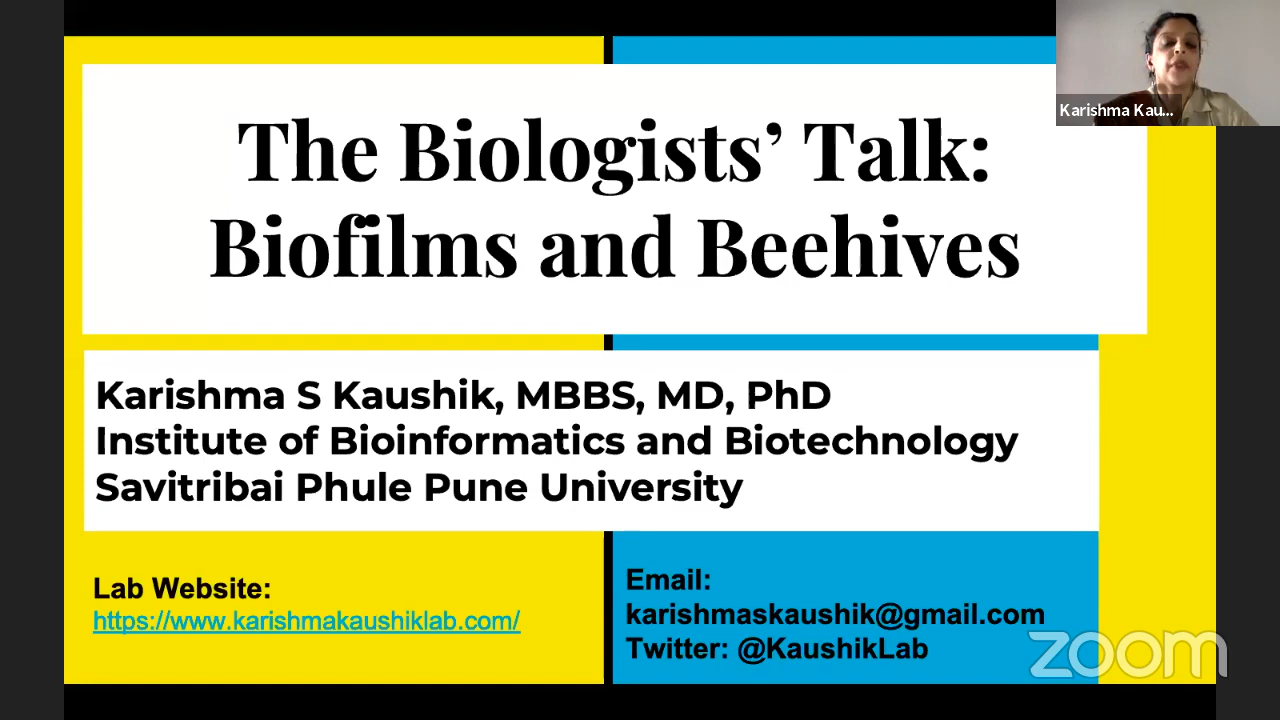 The Biologists’ Talk:
Biofilms and Beehives
Karishma S Kaushik, MBBS, MD, PhD
Institute of Bioinformatics and Biotechnology
Savitribai Phule Pune University
Lab Website:
https://www.karishmakaushiklab.com/
Email:
karishmaskaushik@gmail.com
Twitter: @KaushikLab
Karishma Kau...
zoom